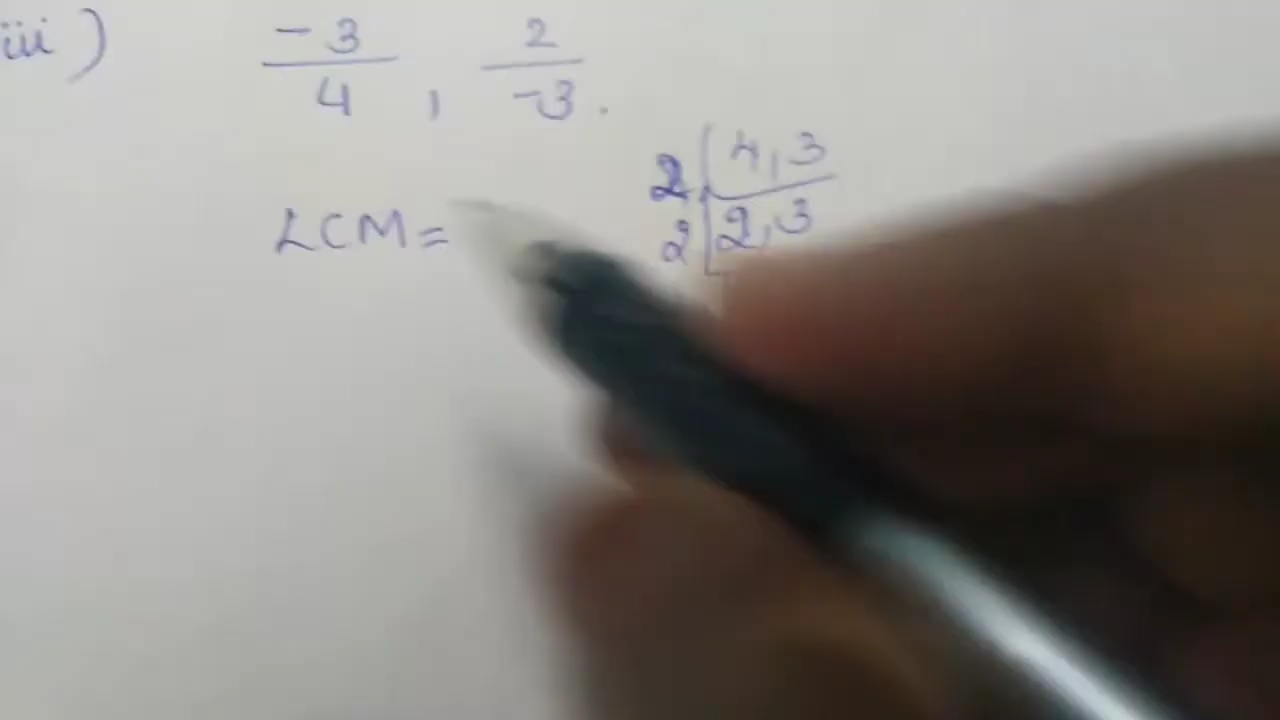 iii) -3/4 , 2/-3.
2 | 4, 3
LCM = 2 | 2, 3